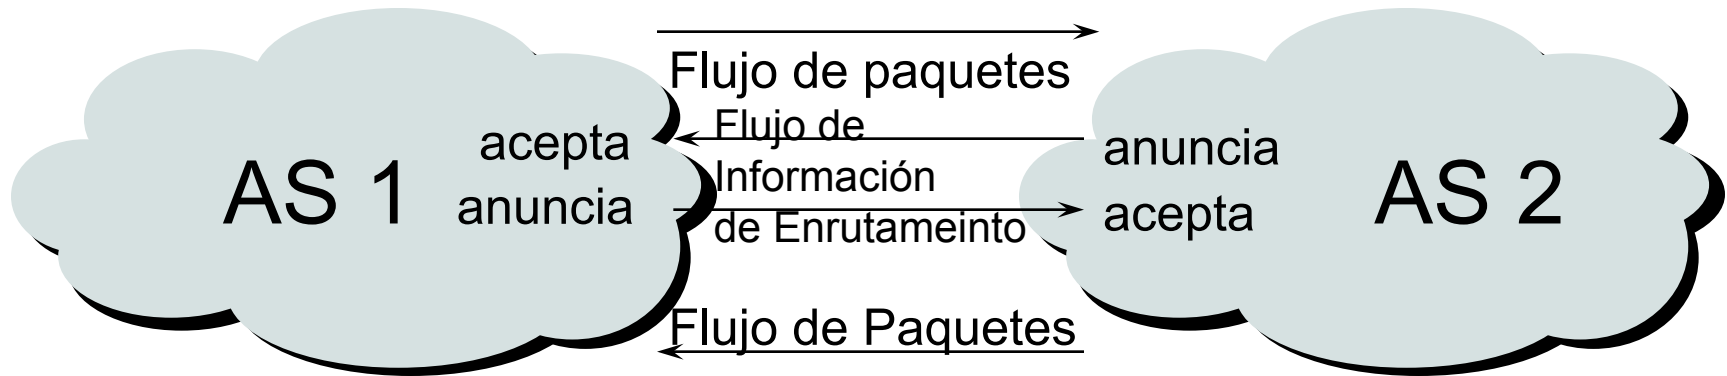 Flujo de paquetes
AS 1
acepta
anuncia
Flujo de
Información
de Enrutameinto
anuncia
acepta
AS 2
Flujo de Paquetes